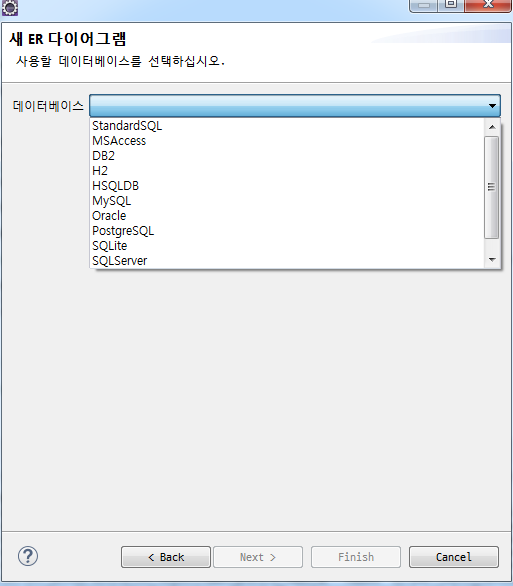 새 ER 다이어그램
사용할 데이터베이스를 선택하십시오.
데이터베이스
StandardSQL
MSAccess
DB2
H2
HSQLDB
MySQL
Oracle
PostgreSQL
SQLite
SQLServer
?
< Back
Next >
Finish
Cancel